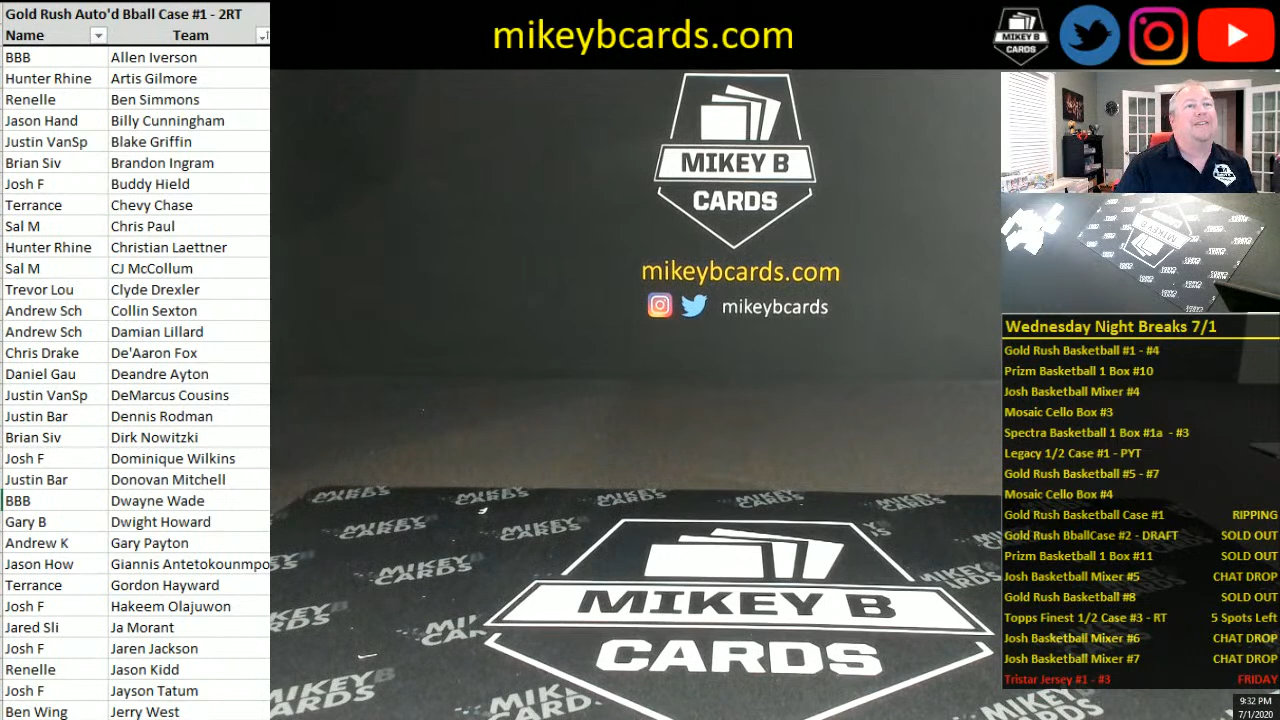 Gold Rush Auto'd Bball Case #1 - 2RT
Name Team
BBB Allen Iverson
Hunter Rhine Artis Gilmore
Renelle Ben Simmons
Jason Hand Billy Cunningham
Justin VanSp Blake Griffin
Brian Siv Brandon Ingram
Josh F Buddy Hield
Terrance Chevy Chase
Sal M Chris Paul
Hunter Rhine Christian Laettner
Sal M CJ McCollum
Trevor Lou Clyde Drexler
Andrew Sch Collin Sexton
Andrew Sch Damian Lillard
Chris Drake De'Aaron Fox
Daniel Gau Deandre Ayton
Justin VanSp DeMarcus Cousins
Justin Bar Dennis Rodman
Brian Siv Dirk Nowitzki
Josh F Dominique Wilkins
Justin Bar Donovan Mitchell
BBB Dwayne Wade
Gary B Dwight Howard
Andrew K Gary Payton
Jason How Giannis Antetokounmpo
Terrance Gordon Hayward
Josh F Hakeem Olajuwon
Jared Sli Ja Morant
Josh F Jaren Jackson
Renelle Jason Kidd
Josh F Jayson Tatum
Ben Wing Jerry West
mikeybcards.com
MIKEY B
CARDS
MIKEY B
CARDS
mikeybcards.com
mikeybcards
MIKEY B
CARDS
Wednesday Night Breaks 7/1
Gold Rush Basketball #1 - #4
Prizm Basketball 1 Box #10
Josh Basketball Mixer #4
Mosaic Cello Box #3
Spectra Basketball 1 Box #1a - #3
Legacy 1/2 Case #1 - PYT
Gold Rush Basketball #5 - #7
Mosaic Cello Box #4
Gold Rush Basketball Case #1 RIPPING
Gold Rush BballCase #2 - DRAFT SOLD OUT
Prizm Basketball 1 Box #11 SOLD OUT
Josh Basketball Mixer #5 CHAT DROP
Gold Rush Basketball #8 SOLD OUT
Topps Finest 1/2 Case #3 - RT 5 Spots Left
Josh Basketball Mixer #6 CHAT DROP
Josh Basketball Mixer #7 CHAT DROP
Tristar Jersey #1 - #3 FRIDAY
9:32 PM
7/1/2020